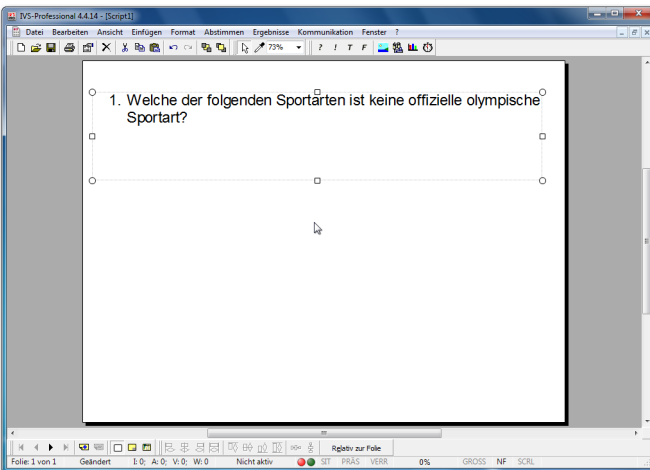 IVS-Professional 4.4.14 - [Script1]
Datei Bearbeiten Ansicht Einfügen Format Abstimmen Ergebnisse Kommunikation Fenster ?
73% ? ! T F
1. Welche der folgenden Sportarten ist keine offizielle olympische
Sportart?
Relativ zur Folie
Folie: 1 von 1 Geändert I: 0; A: 0; V: 0; W: 0 Nicht aktiv SIT PRÄS VERR 0% GROSS NF SCRL